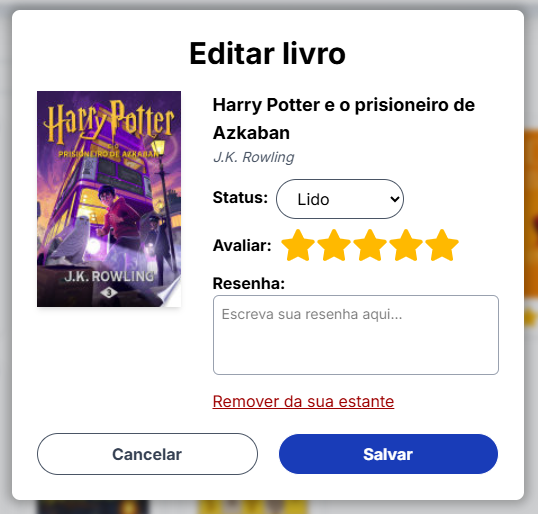 Editar livro
Harry Potter
E O
PRISIONEIRO DE AZKABAN
J.K. ROWLING
3
Harry Potter e o prisioneiro de
Azkaban
J.K. Rowling
Status: Lido
Avaliar:
Resenha:
Escreva sua resenha aqui...
Remover da sua estante
Cancelar
Salvar